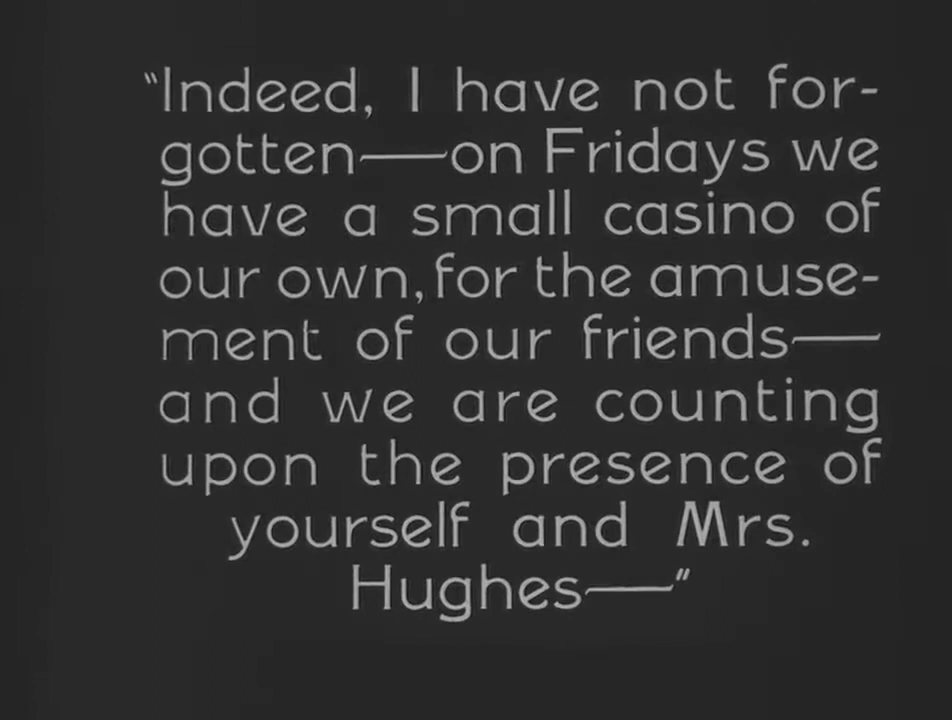 "Indeed, I have not for-
gotten—on Fridays we
have a small casino of
our own, for the amuse-
ment of our friends—
and we are counting
upon the presence of
yourself and Mrs.
Hughes—"